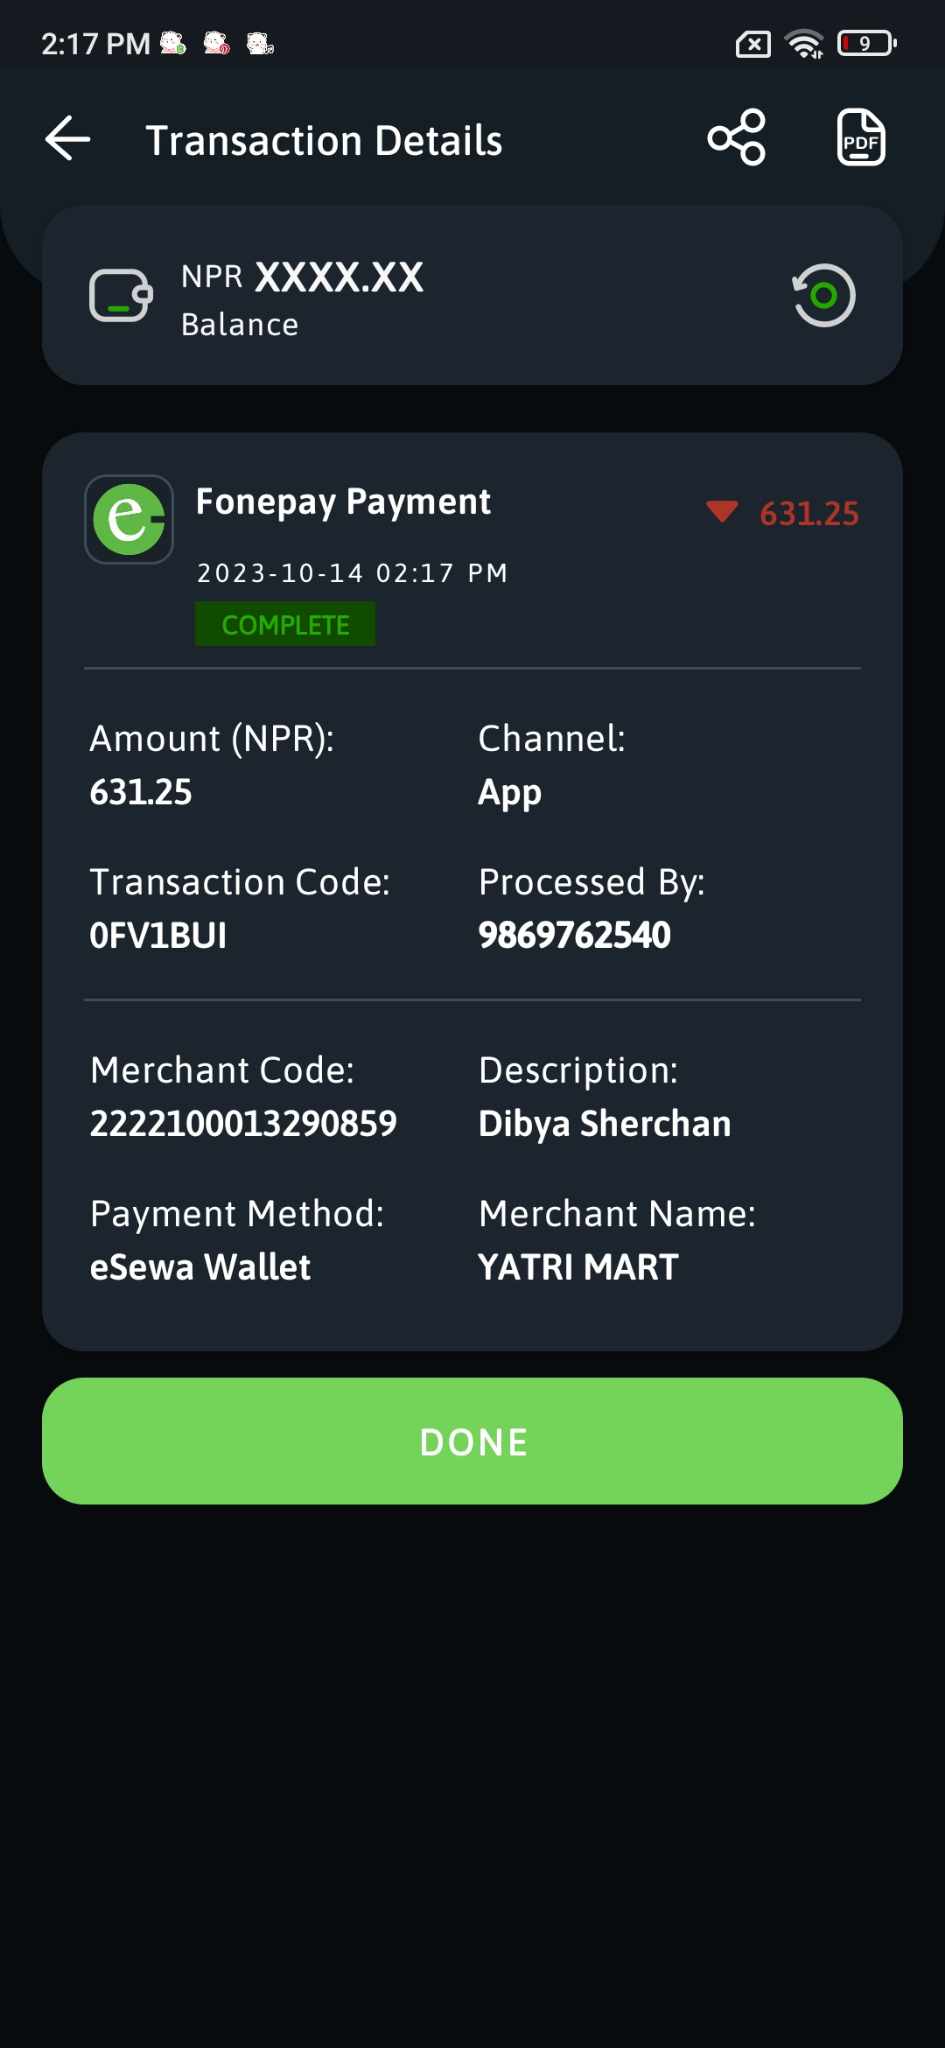 2:17 PM
9
Transaction Details
PDF
NPR XXXX.XX
Balance
Fonepay Payment
631.25
2023-10-14 02:17 PM
COMPLETE
Amount (NPR): Channel:
631.25 App
Transaction Code: Processed By:
0FV1BUI 9869762540
Merchant Code: Description:
2222100013290859 Dibya Sherchan
Payment Method: Merchant Name:
eSewa Wallet YATRI MART
DONE